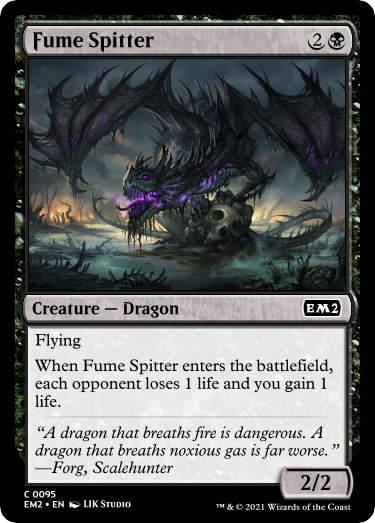 Fume Spitter 2
Creature — Dragon EM2
Flying
When Fume Spitter enters the battlefield,
each opponent loses 1 life and you gain 1
life.
“A dragon that breaths fire is dangerous. A
dragon that breaths noxious gas is far worse.”
—Forg, Scalehunter
2/2
C 0095
EM2 • EN LIK Studio
™ & © 2021 Wizards of the Coast